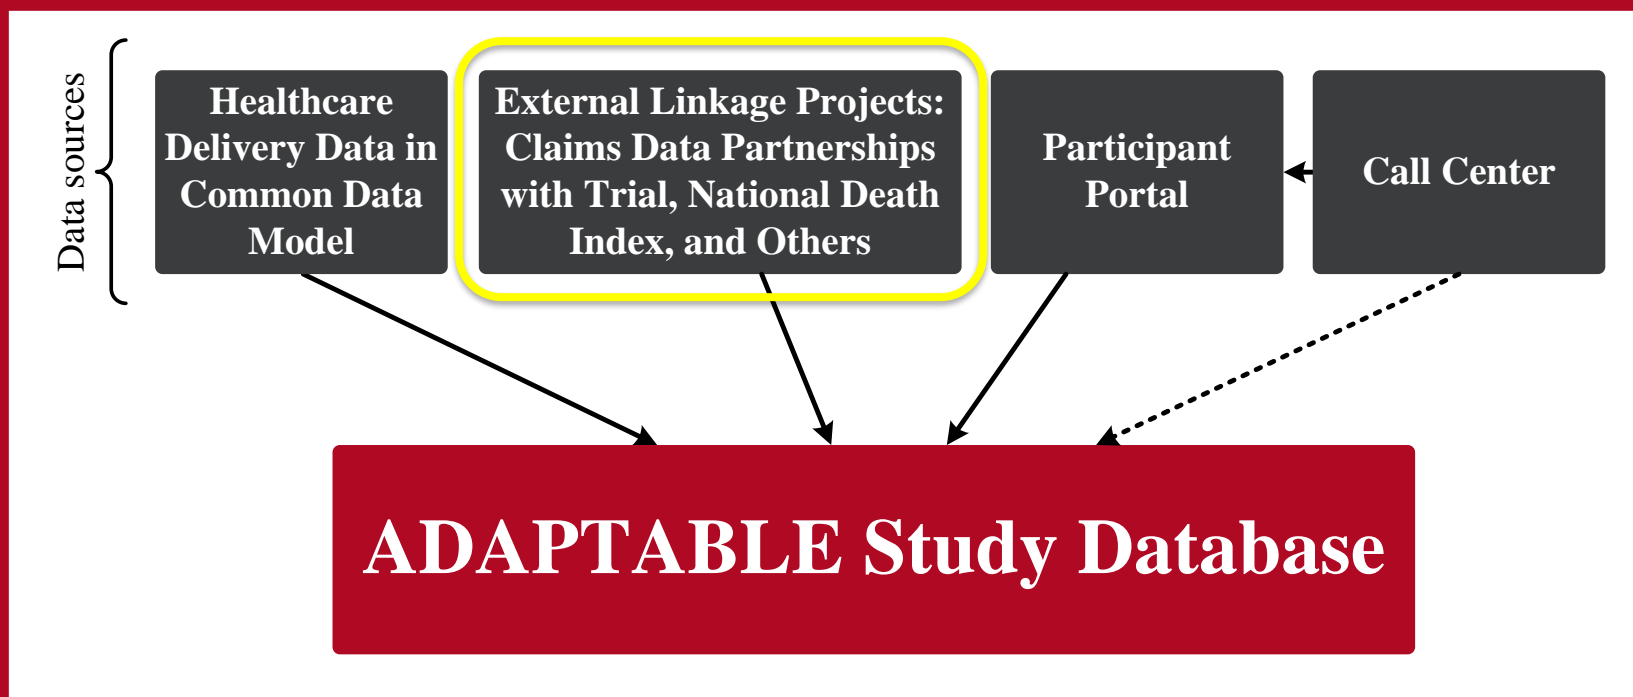 Data sources
Healthcare
Delivery Data in
Common Data
Model
External Linkage Projects:
Claims Data Partnerships
with Trial, National Death
Index, and Others
Participant
Portal
Call Center
ADAPTABLE Study Database